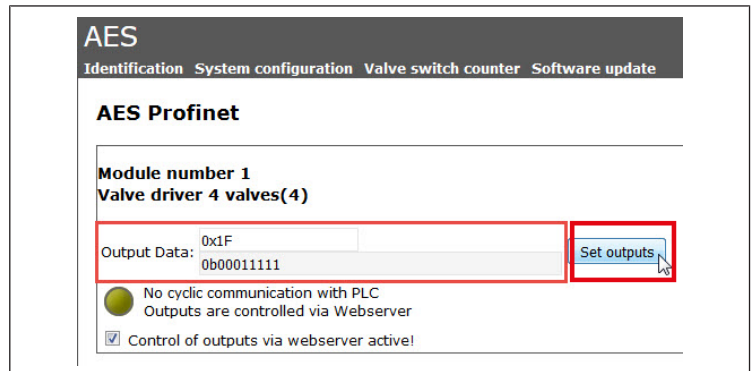 AES
Identification System configuration Valve switch counter Software update
AES Profinet
Module number 1
Valve driver 4 valves(4)
Output Data: 0x1F
0b00011111
Set outputs
No cyclic communication with PLC
Outputs are controlled via Webserver
Control of outputs via webserver active!